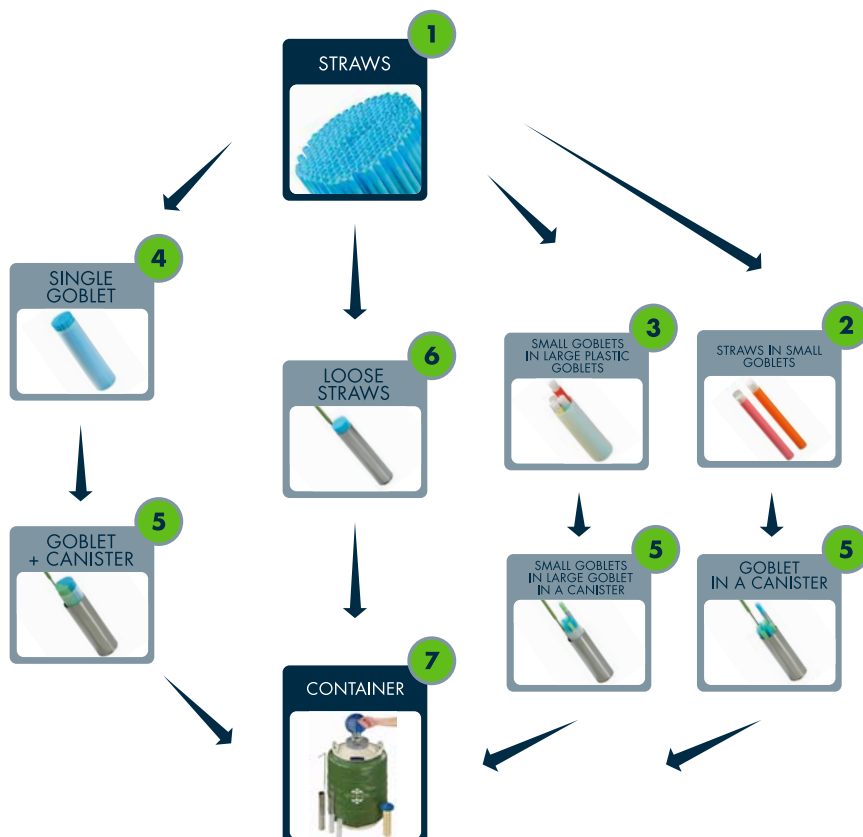 1
STRAWS
4
SINGLE
GOBLET
6
LOOSE
STRAWS
3
SMALL GOBLETS
IN LARGE PLASTIC
GOBLETS
2
STRAWS IN SMALL
GOBLETS
5
GOBLET
+ CANISTER
5
SMALL GOBLETS
IN LARGE GOBLET
IN A CANISTER
5
GOBLET
IN A CANISTER
7
CONTAINER